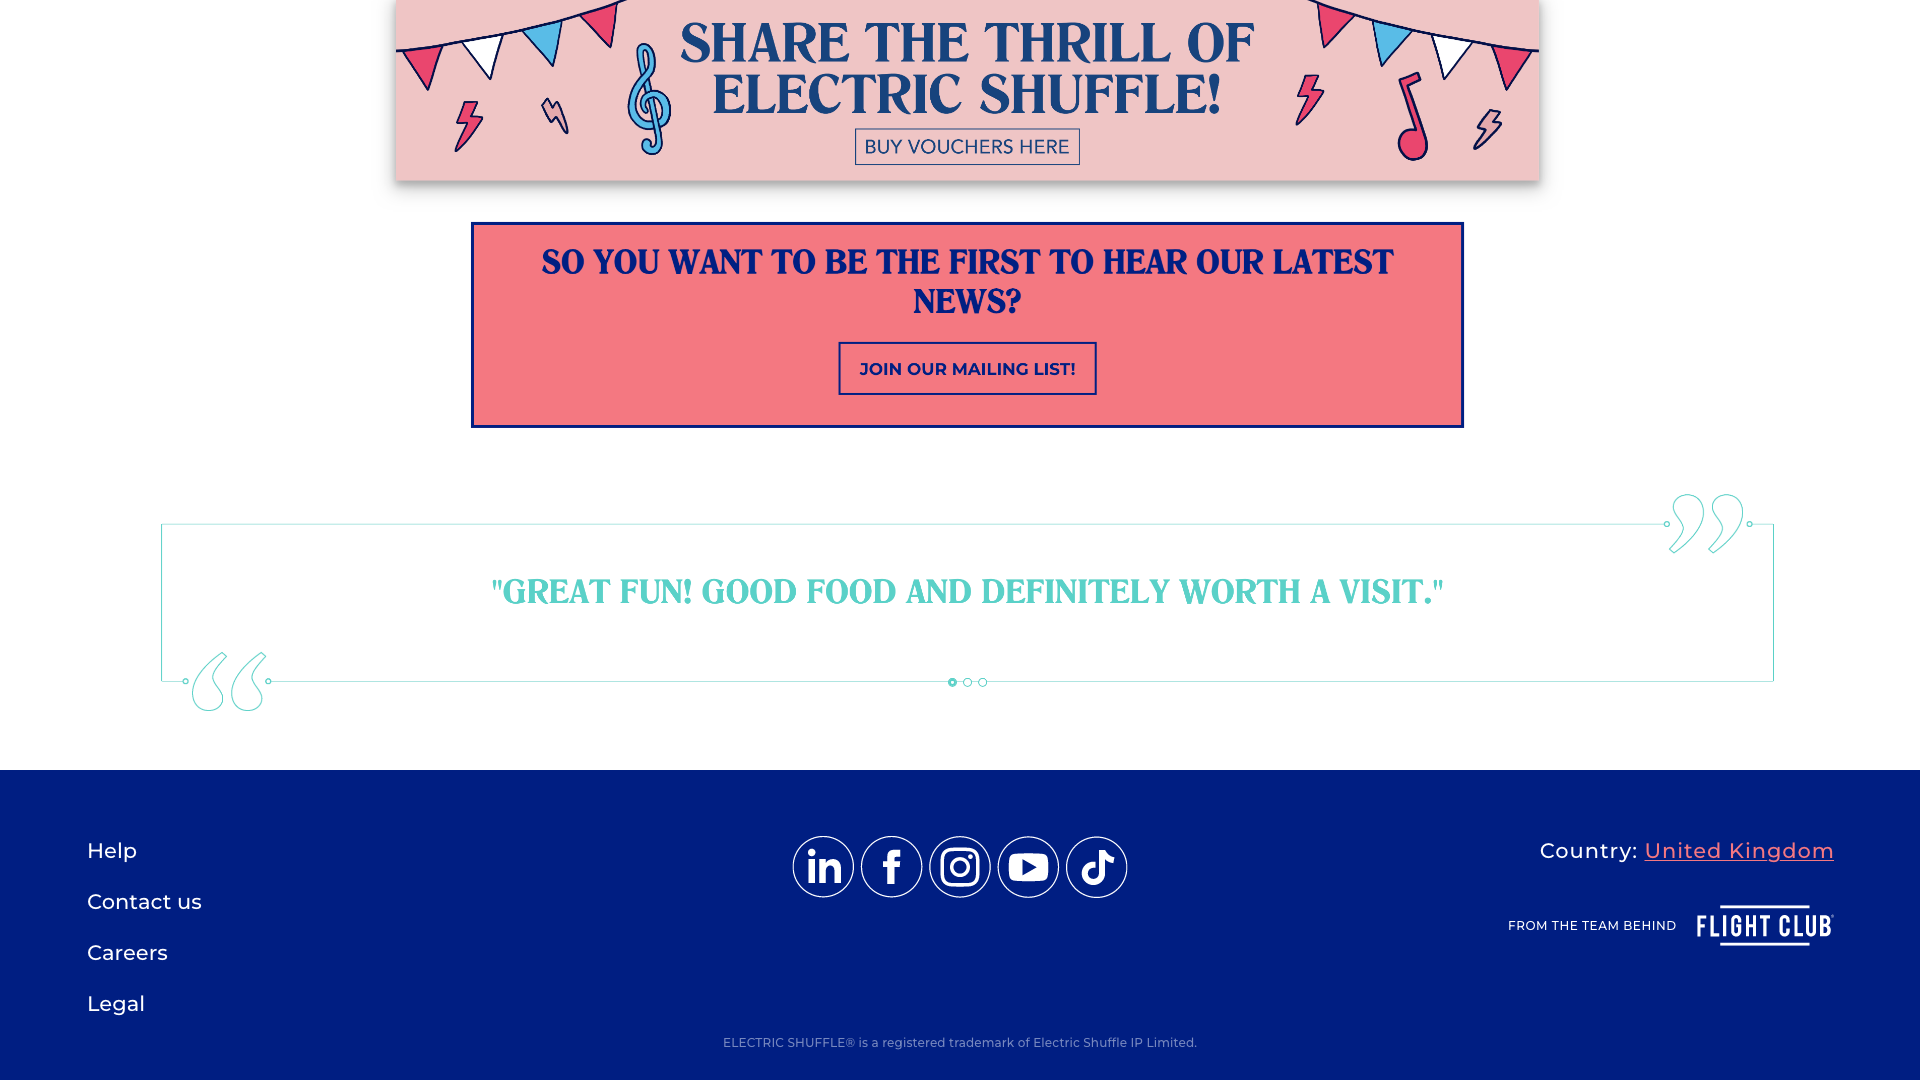 SHARE THE THRILL OF
ELECTRIC SHUFFLE!
BUY VOUCHERS HERE
SO YOU WANT TO BE THE FIRST TO HEAR OUR LATEST
NEWS?
JOIN OUR MAILING LIST!
"GREAT FUN! GOOD FOOD AND DEFINITELY WORTH A VISIT."
Help
Contact us
Careers
Legal
Country: United Kingdom
FROM THE TEAM BEHIND FLIGHT CLUB
ELECTRIC SHUFFLE® is a registered trademark of Electric Shuffle IP Limited.